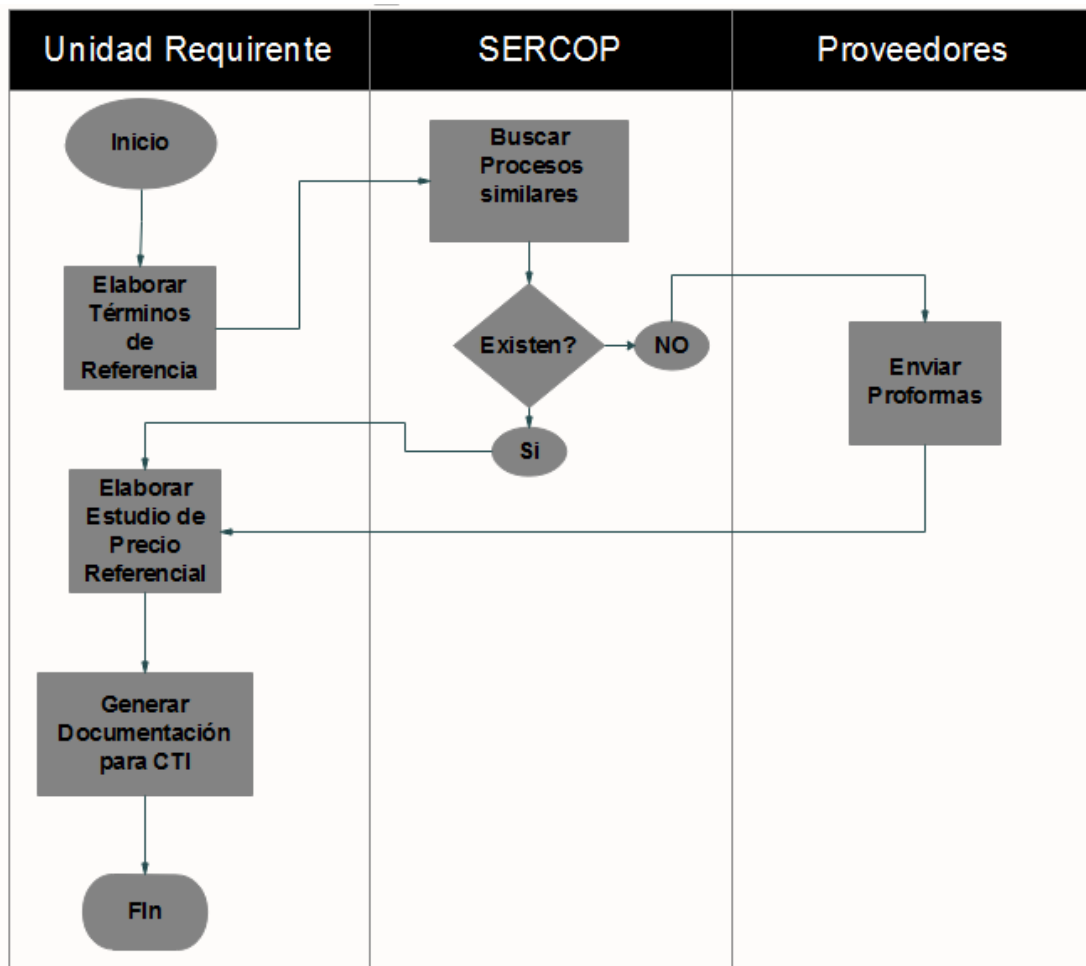 Unidad Requirente
SERCOP
Proveedores
Inicio
Buscar
Procesos
similares
Elaborar
Términos
de
Referencia
Existen?
NO
Enviar
Proformas
Si
Elaborar
Estudio de
Precio
Referencial
Generar
Documentación
para CTI
FIn